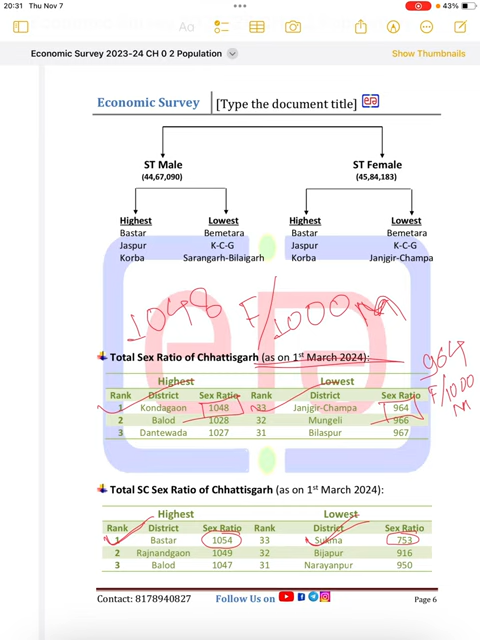 20:31 Thu Nov 7
43%
Aa
Economic Survey 2023-24 CH 0 2 Population
Show Thumbnails
Economic Survey
[Type the document title]
ST Male
(44,67,090)
ST Female
(45,84,183)
Highest Lowest Highest Lowest
Bastar Bemetara Bastar Bemetara
Jaspur K-C-G Jaspur K-C-G
Korba Sarangarh-Bilaigarh Korba Janjgir-Champa
1048 F/1000 M
Total Sex Ratio of Chhattisgarh (as on 1st March 2024):
964
F/1000
M
Highest Lowest
Rank District Sex Ratio Rank District Sex Ratio
1 Kondagaon 1048 33 Janjgir-Champa 964
2 Balod 1028 32 Mungeli 966
3 Dantewada 1027 31 Bilaspur 967
Total SC Sex Ratio of Chhattisgarh (as on 1st March 2024):
Highest Lowest
Rank District Sex Ratio Rank District Sex Ratio
1 Bastar 1054 33 Sukma 753
2 Rajnandgaon 1049 32 Bijapur 916
3 Balod 1047 31 Narayanpur 950
Page 6
Contact: 8178940827 Follow Us on